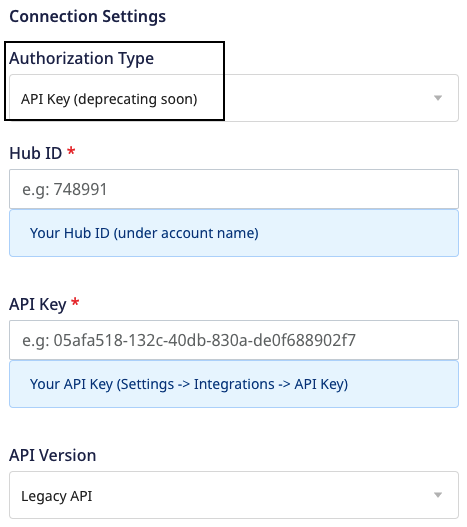 Connection Settings
Authorization Type
API Key (deprecating soon)
Hub ID *
e.g: 748991
Your Hub ID (under account name)
API Key *
e.g: 05afa518-132c-40db-830a-de0f688902f7
Your API Key (Settings -> Integrations -> API Key)
API Version
Legacy API